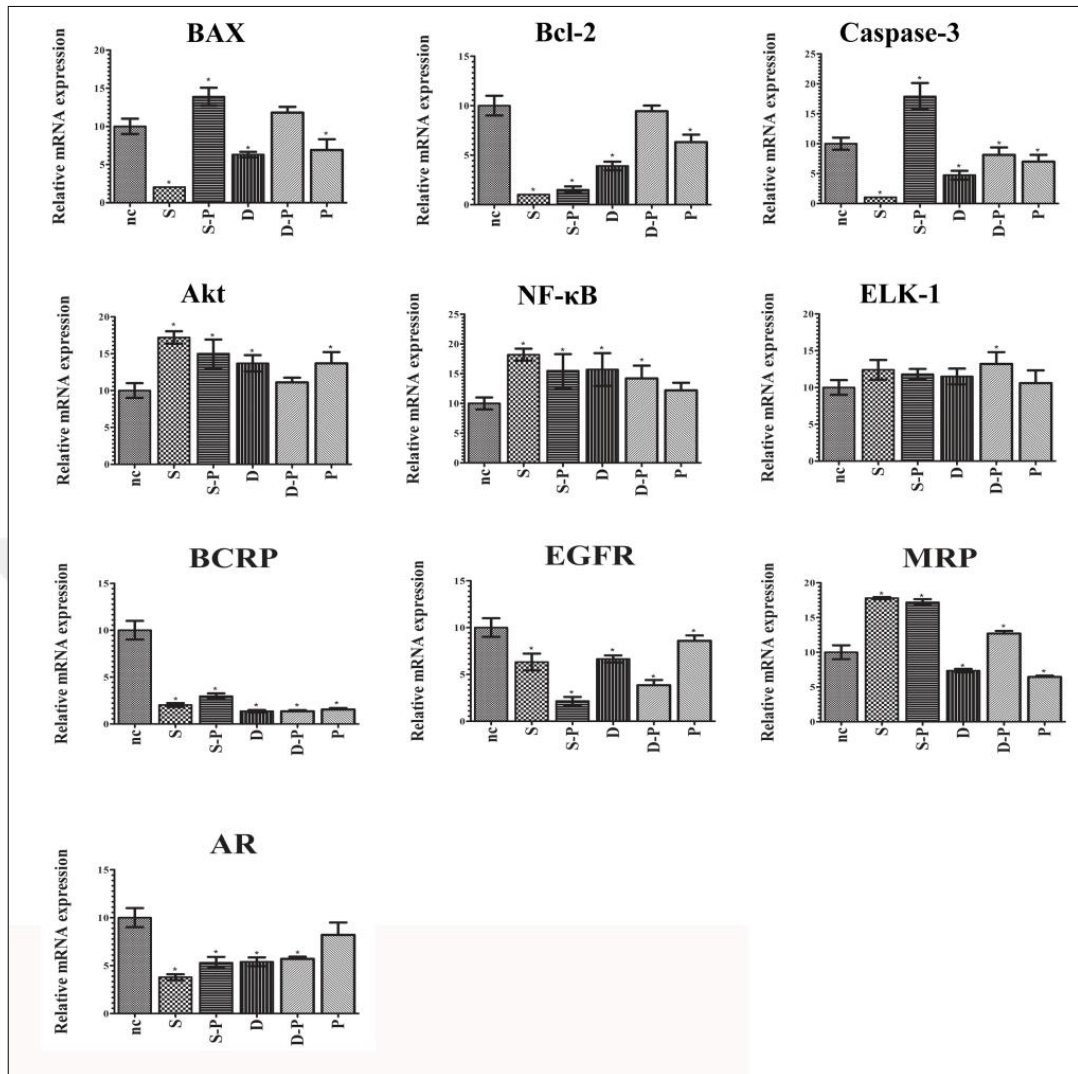 BAX
Relative mRNA expression
20
15
10
5
0
*
*
*
*
nc
S
S-P
D
D-P
P
Bcl-2
Relative mRNA expression
15
10
5
0
*
*
*
*
nc
S
S-P
D
D-P
P
Caspase-3
Relative mRNA expression
25
20
15
10
5
0
*
*
*
*
*
nc
S
S-P
D
D-P
P
Akt
Relative mRNA expression
20
15
10
5
0
*
*
*
*
nc
S
S-P
D
D-P
P
NF-κB
Relative mRNA expression
25
20
15
10
5
0
*
*
*
*
nc
S
S-P
D
D-P
P
ELK-1
Relative mRNA expression
20
15
10
5
0
*
nc
S
S-P
D
D-P
P
BCRP
Relative mRNA expression
15
10
5
0
*
*
*
*
*
nc
S
S-P
D
D-P
P
EGFR
Relative mRNA expression
15
10
5
0
*
*
*
*
*
nc
S
S-P
D
D-P
P
MRP
Relative mRNA expression
20
15
10
5
0
*
*
*
*
*
nc
S
S-P
D
D-P
P
AR
Relative mRNA expression
15
10
5
0
*
*
*
*
nc
S
S-P
D
D-P
P